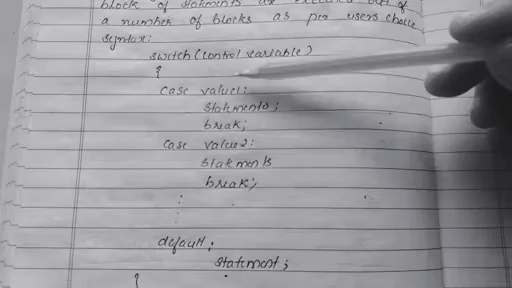 block of statements are executed out of
a number of blocks as per users choice
syntax:
switch (control variable)
{
case value1:
statements;
break;
case value2:
statements
break;
:
:
default:
statement;
{